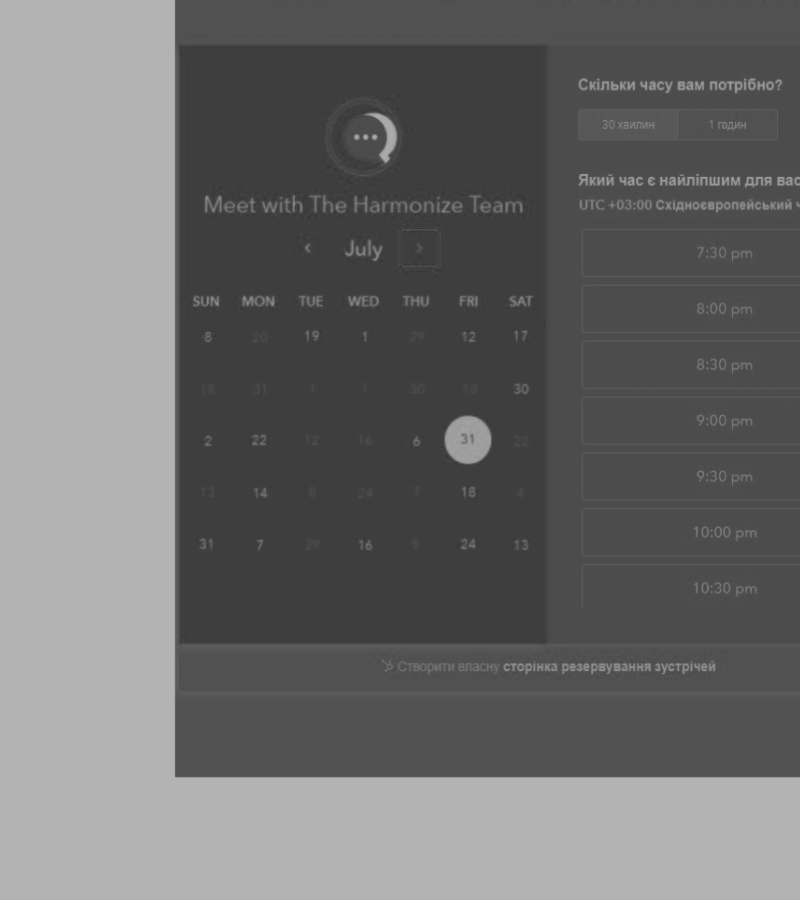 Meet with The Harmonize Team
‹ July ›
SUN MON TUE WED THU FRI SAT
8 20 19 1 29 12 17
18 31 30 19 30
2 22 12 16 6 31 22
13 14 8 24 7 18 4
31 7 29 16 5 24 13
Скільки часу вам потрібно?
30 хвилин 1 годин
Який час є найліпшим для вас
UTC +03:00 Східноєвропейський
7:30 pm
8:00 pm
8:30 pm
9:00 pm
9:30 pm
10:00 pm
10:30 pm
Створити власну сторінка резервування зустрічей